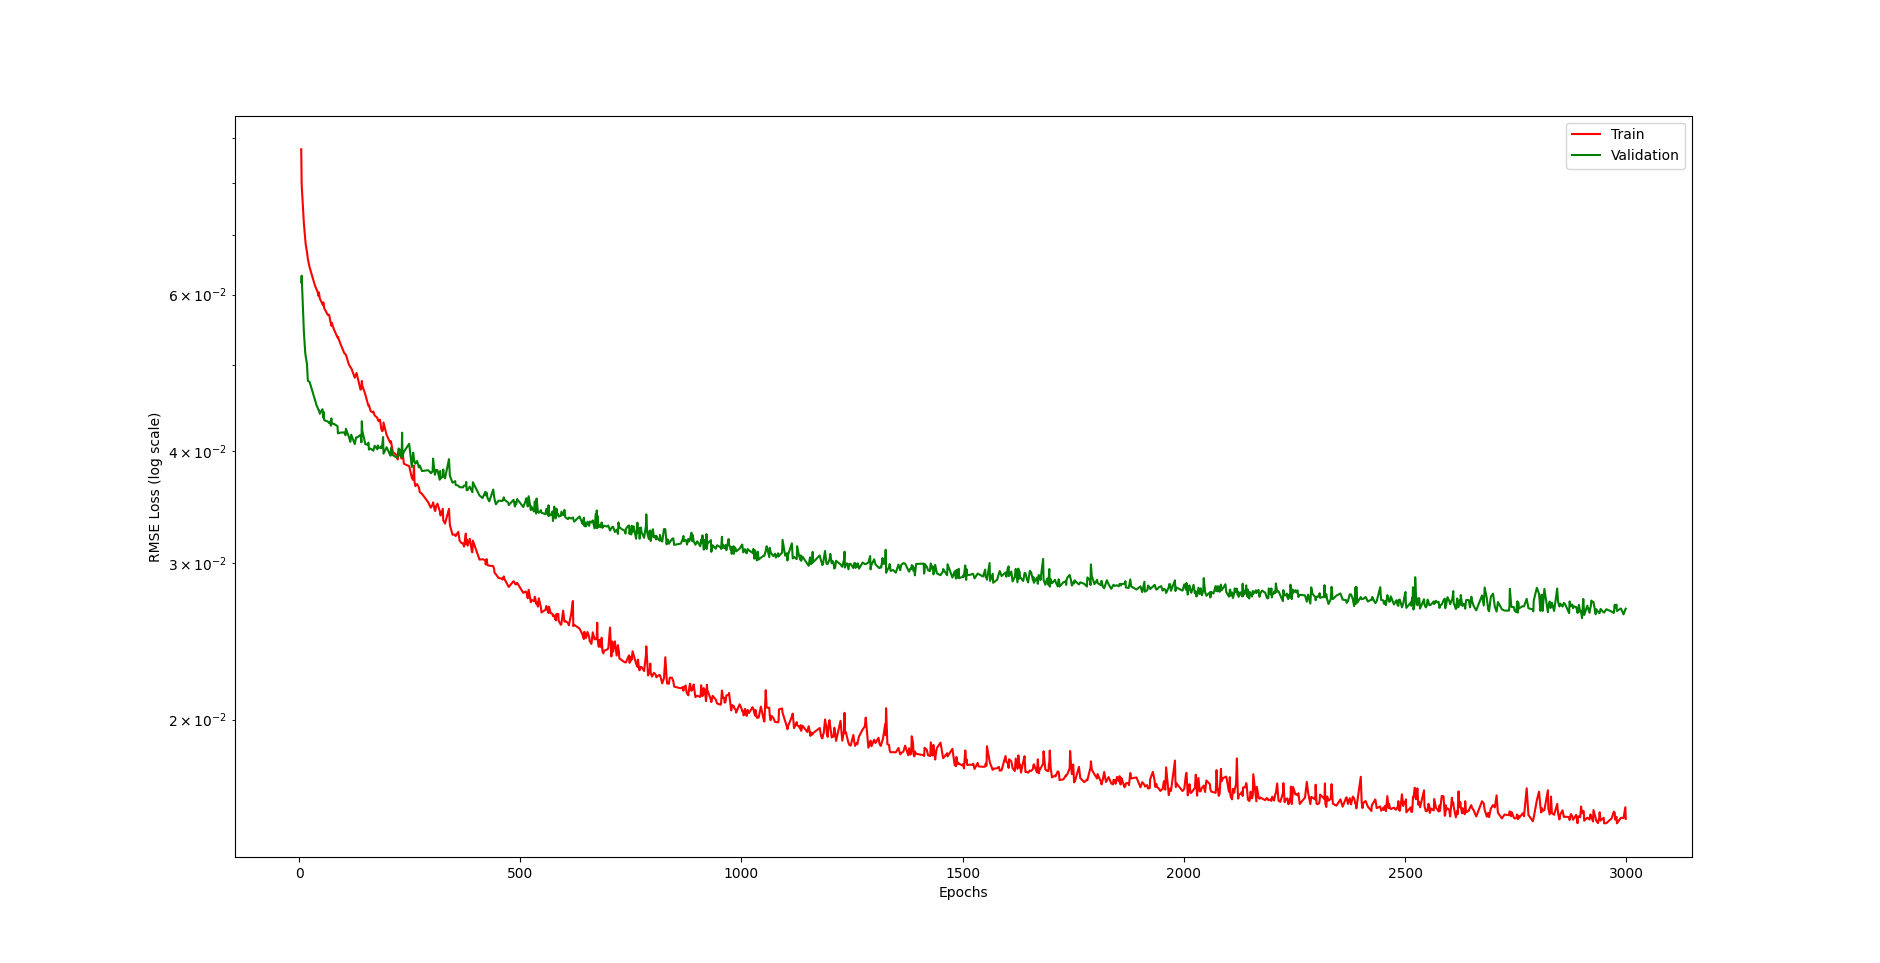 Train
Validation
6 × 10⁻²
4 × 10⁻²
3 × 10⁻²
2 × 10⁻²
RMSE Loss (log scale)
0 500 1000 1500 2000 2500 3000
Epochs